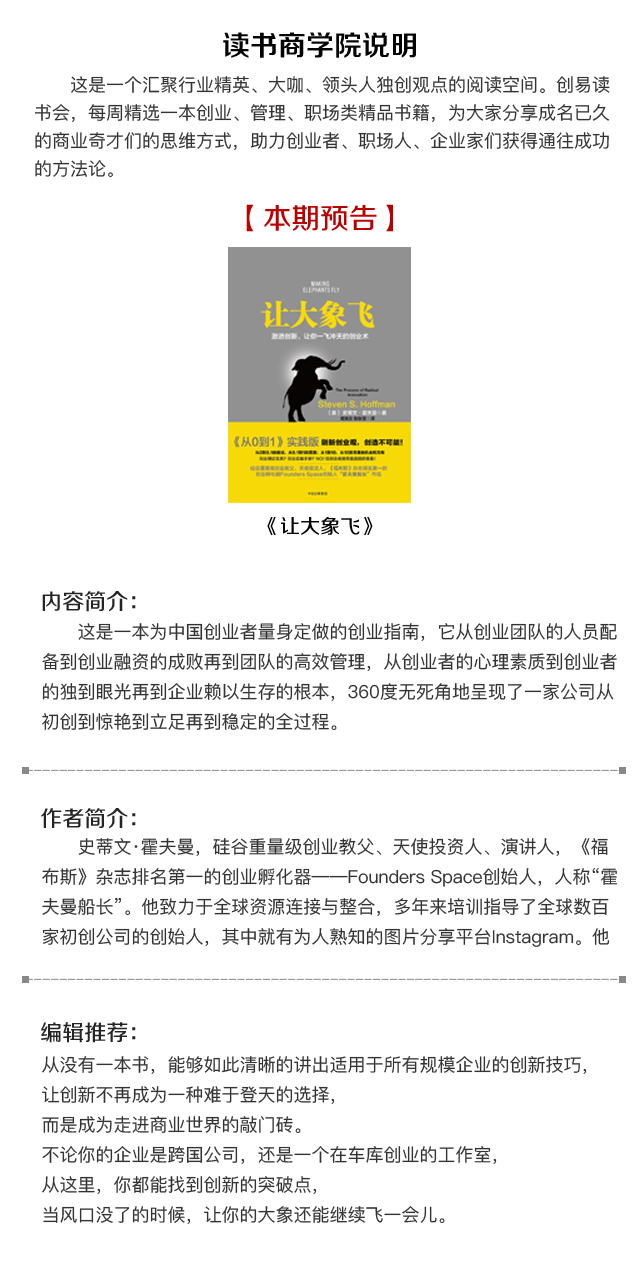 读书商学院说明
这是一个汇聚行业精英、大咖、领头人独创观点的阅读空间。创易读
书会，每周精选一本创业、管理、职场类精品书籍，为大家分享成名已久
的商业奇才们的思维方式，助力创业者、职场人、企业家们获得通往成功
的方法论。
【本期预告】
MAKING
ELEPHANTS FLY
让大象飞
激进创新，让你一飞冲天的创业术
The Process of Radical
Innovation
Steven S. Hoffman
《从0到1》实践版 刷新创业观，创造不可能！
《让大象飞》
内容简介：
这是一本为中国创业者量身定做的创业指南，它从创业团队的人员配
备到创业融资的成败再到团队的高效管理，从创业者的心理素质到创业者
的独到眼光再到企业赖以生存的根本，360度无死角地呈现了一家公司从
初创到惊艳到立足再到稳定的全过程。
作者简介：
史蒂文·霍夫曼，硅谷重量级创业教父、天使投资人、演讲人，《福
布斯》杂志排名第一的创业孵化器——Founders Space创始人，人称“霍
夫曼船长”。他致力于全球资源连接与整合，多年来培训指导了全球数百
家初创公司的创始人，其中就有为人熟知的图片分享平台Instagram。他
编辑推荐：
从没有一本书，能够如此清晰的讲出适用于所有规模企业的创新技巧，
让创新不再成为一种难于登天的选择，
而是成为走进商业世界的敲门砖。
不论你的企业是跨国公司，还是一个在车库创业的工作室，
从这里，你都能找到创新的突破点，
当风口没了的时候，让你的大象还能继续飞一会儿。